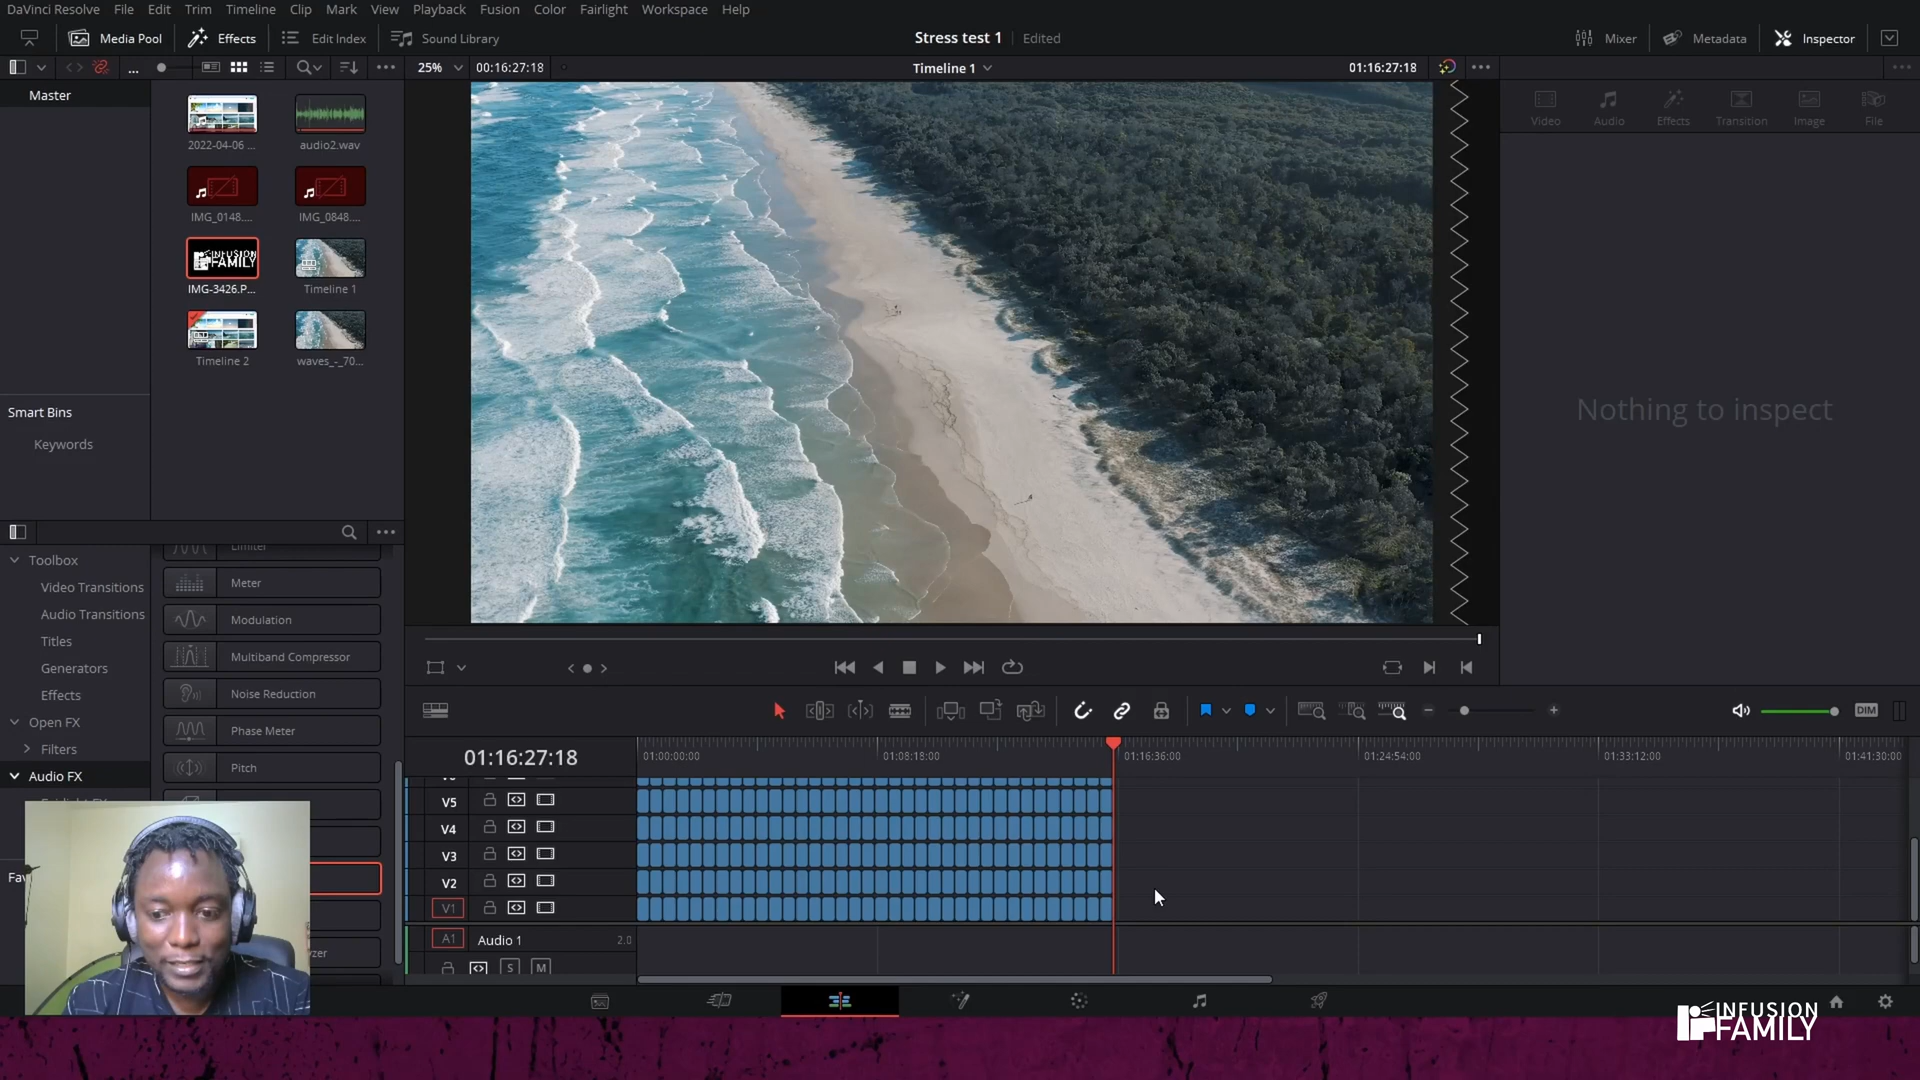 DaVinci Resolve File Edit Trim Timeline Clip Mark View Playback Fusion Color Fairlight Workspace Help
Media Pool Effects Edit Index Sound Library
Stress test 1 Edited
Mixer Metadata Inspector
25% 00:16:27:18 Timeline 1 01:16:27:18
Master
2022-04-06 ... audio2.wav
IMG_0148.... IMG_0848....
INFUSION
FAMILY
IMG-3426.P... Timeline 1
Timeline 2 waves_-_70...
Smart Bins
Keywords
Video Audio Effects Transition Image File
Nothing to inspect
Toolbox
Video Transitions
Audio Transitions
Titles
Generators
Effects
Open FX
Filters
Audio FX
Limiter
Meter
Modulation
Multiband Compressor
Noise Reduction
Phase Meter
Pitch
DIM
01:16:27:18
01:00:00:00 01:08:18:00 01:16:36:00 01:24:54:00 01:33:12:00 01:41:30:00
V5
V4
V3
V2
V1
A1 Audio 1 2.0
S M
INFUSION
FAMILY